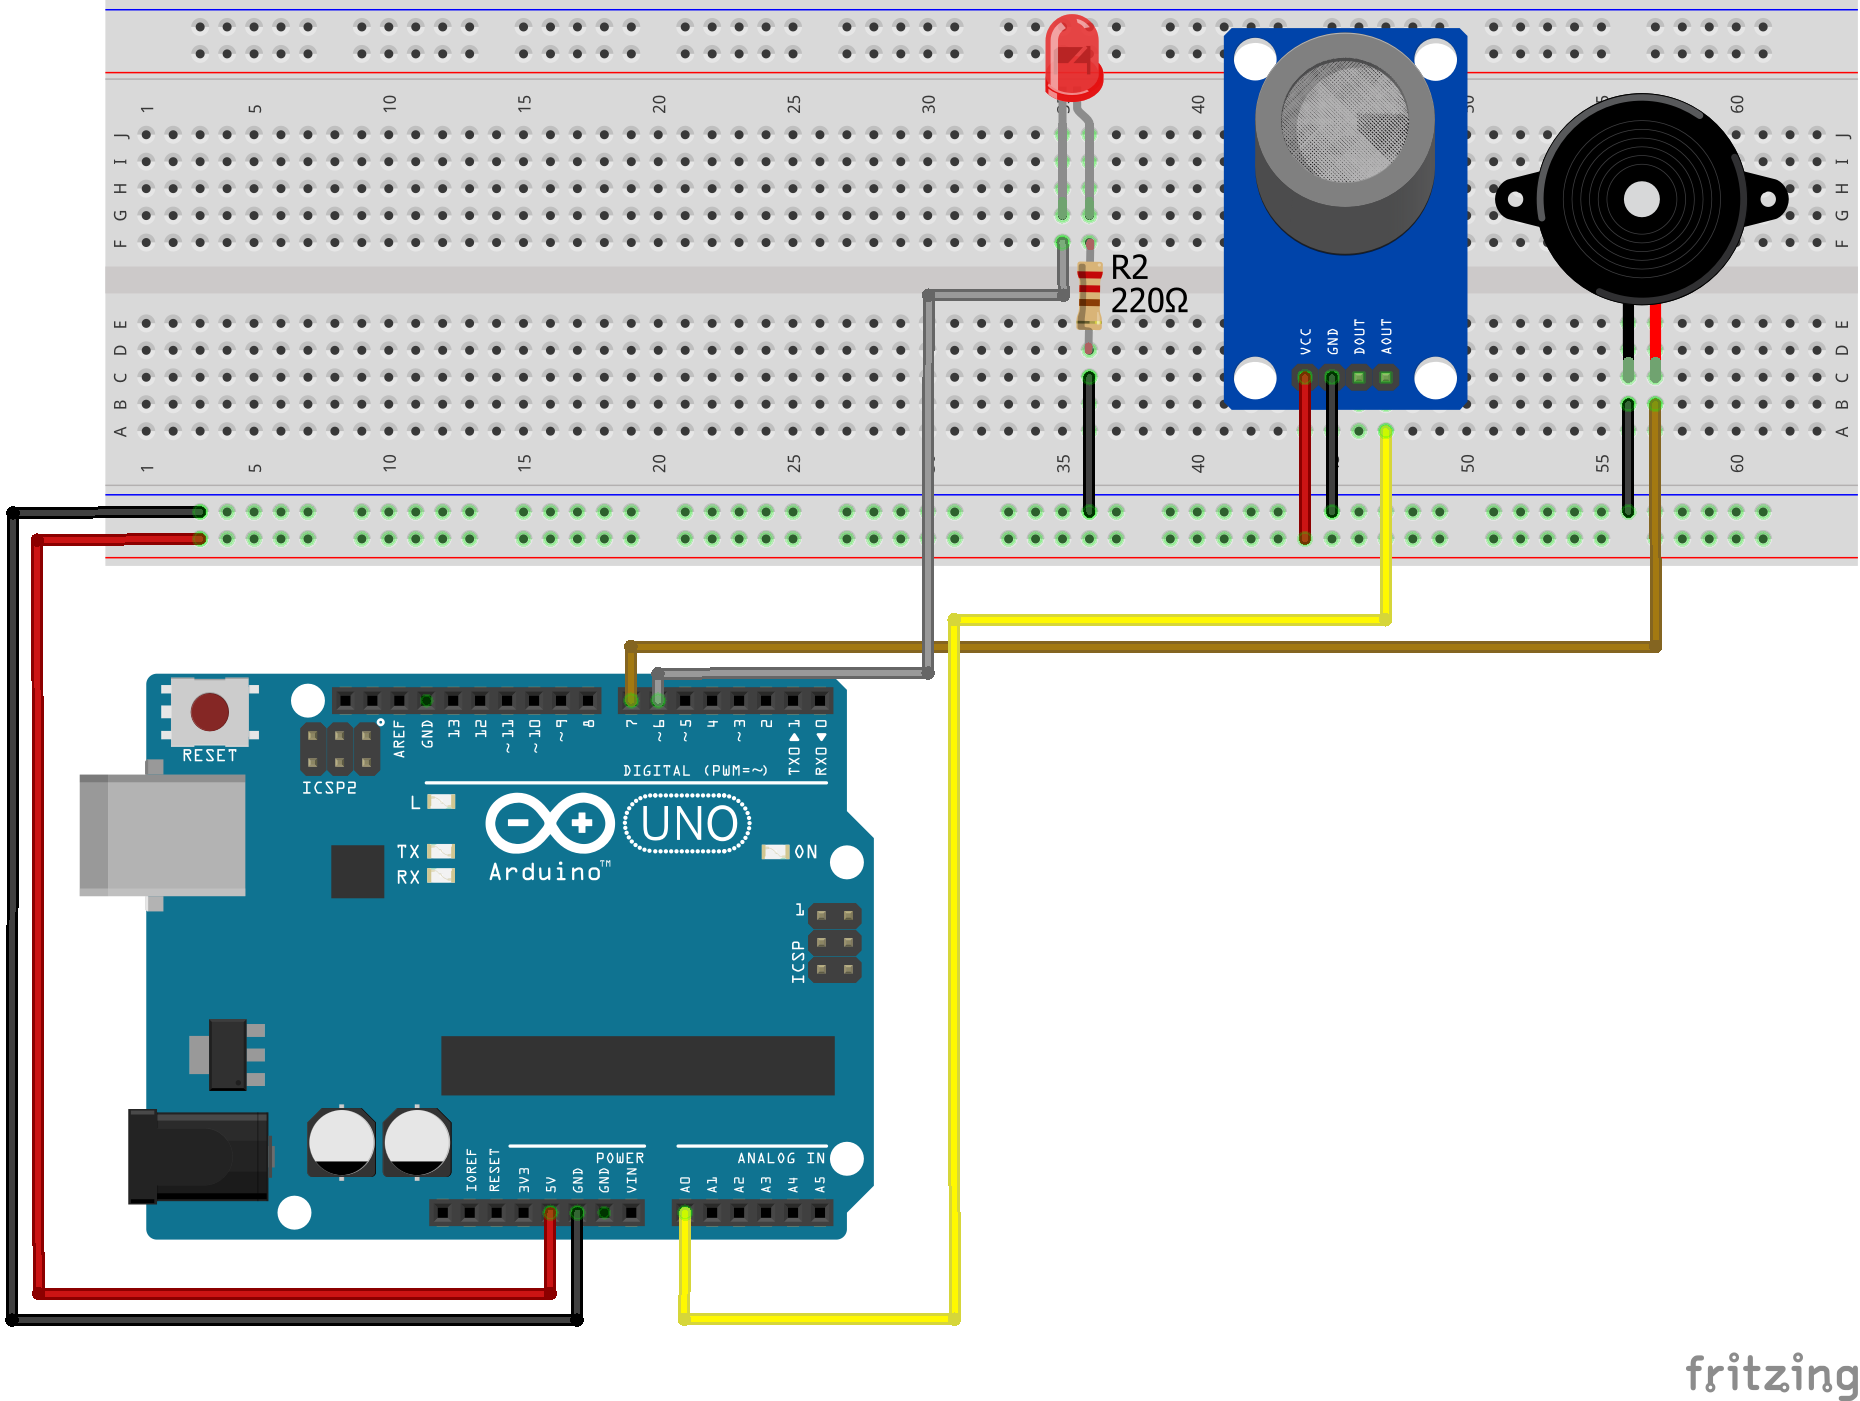 1 5 10 15 20 25 30 35 40 50 60
J
I
H
G
F
J
I
H
G
F
R2
220Ω
VCC GND DOUT AOUT
E
D
C
B
A
E
D
C
B
A
1 5 10 15 20 25 35 40 50 55 60
RESET
ICSP2
AREF GND 13 12 ~11 ~10 ~9 8
7 ~6 ~5 4 ~3 2 TX0▶1 RX0◀0
DIGITAL (PWM=~)
L
TX
RX
UNO
Arduino™
ON
1
ICSP
POWER
ANALOG IN
IOREF RESET 3V3 5V GND GND VIN
A0 A1 A2 A3 A4 A5
fritzing